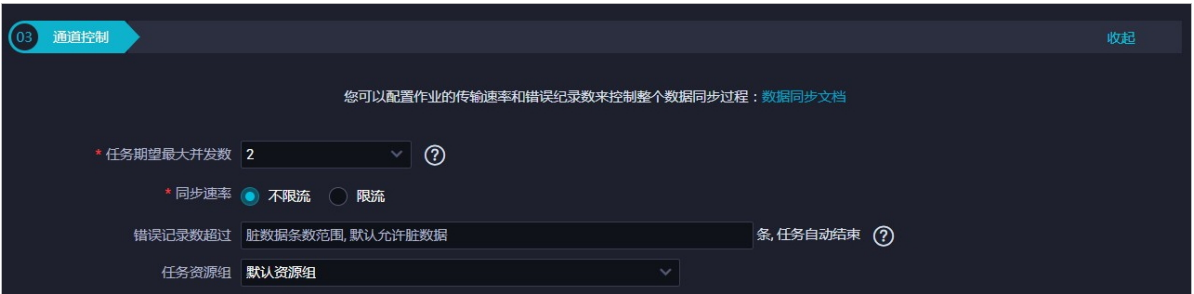 03 通道控制 收起
您可以配置作业的传输速率和错误纪录数来控制整个数据同步过程：数据同步文档
* 任务期望最大并发数 2 ?
* 同步速率 不限流 限流
错误记录数超过 脏数据条数范围, 默认允许脏数据 条, 任务自动结束 ?
任务资源组 默认资源组